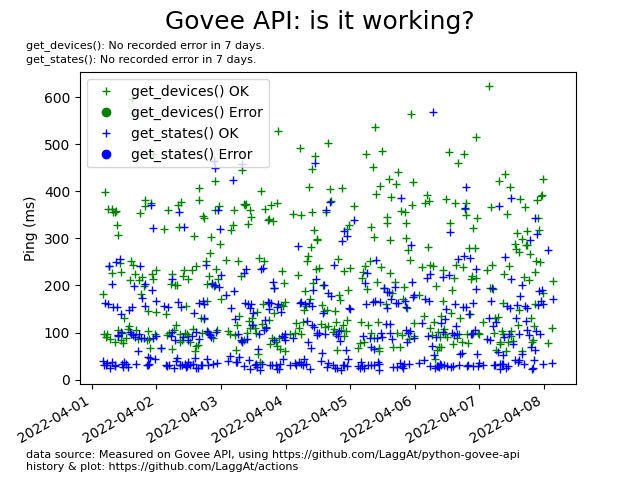 Govee API: is it working?
get_devices(): No recorded error in 7 days.
get_states(): No recorded error in 7 days.
get_devices() OK
get_devices() Error
get_states() OK
get_states() Error
Ping (ms)
600
500
400
300
200
100
0
2022-04-01
2022-04-02
2022-04-03
2022-04-04
2022-04-05
2022-04-06
2022-04-07
2022-04-08
data source: Measured on Govee API, using https://github.com/LaggAt/python-govee-api
history & plot: https://github.com/LaggAt/actions